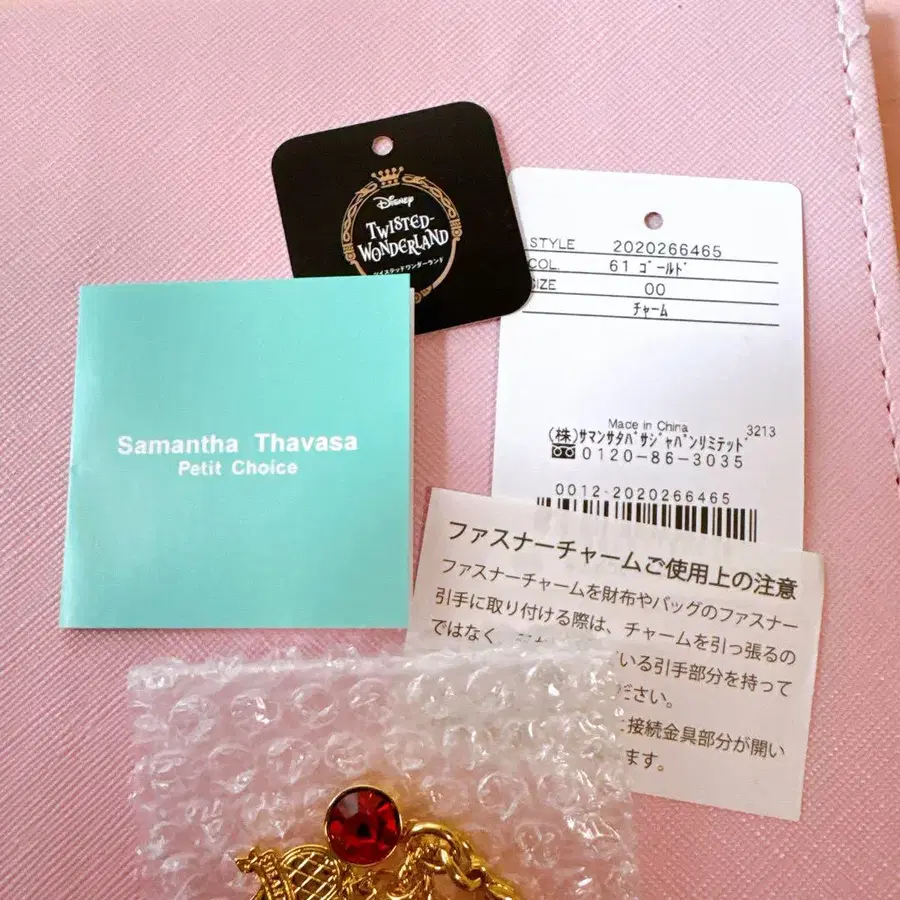 Disney
TWISTED-
WONDERLAND
ツイステッドワンダーランド
STYLE 2020266465
COL. 61 ｺﾞｰﾙﾄﾞ
SIZE 00
ﾁｬｰﾑ
Made in China 3213
(株)ｻﾏﾝｻﾀﾊﾞｻｼﾞｬﾊﾟﾝﾘﾐﾃｯﾄﾞ
0120-86-3035
0012-2020266465
Samantha Thavasa
Petit Choice
ファスナーチャームご使用上の注意
ファスナーチャームを財布やバッグのファスナー
引手に取り付ける際は、チャームを引っ張るの
ではなく、 いる引手部分を持って
ださい。
接続金具部分が開い
ます。